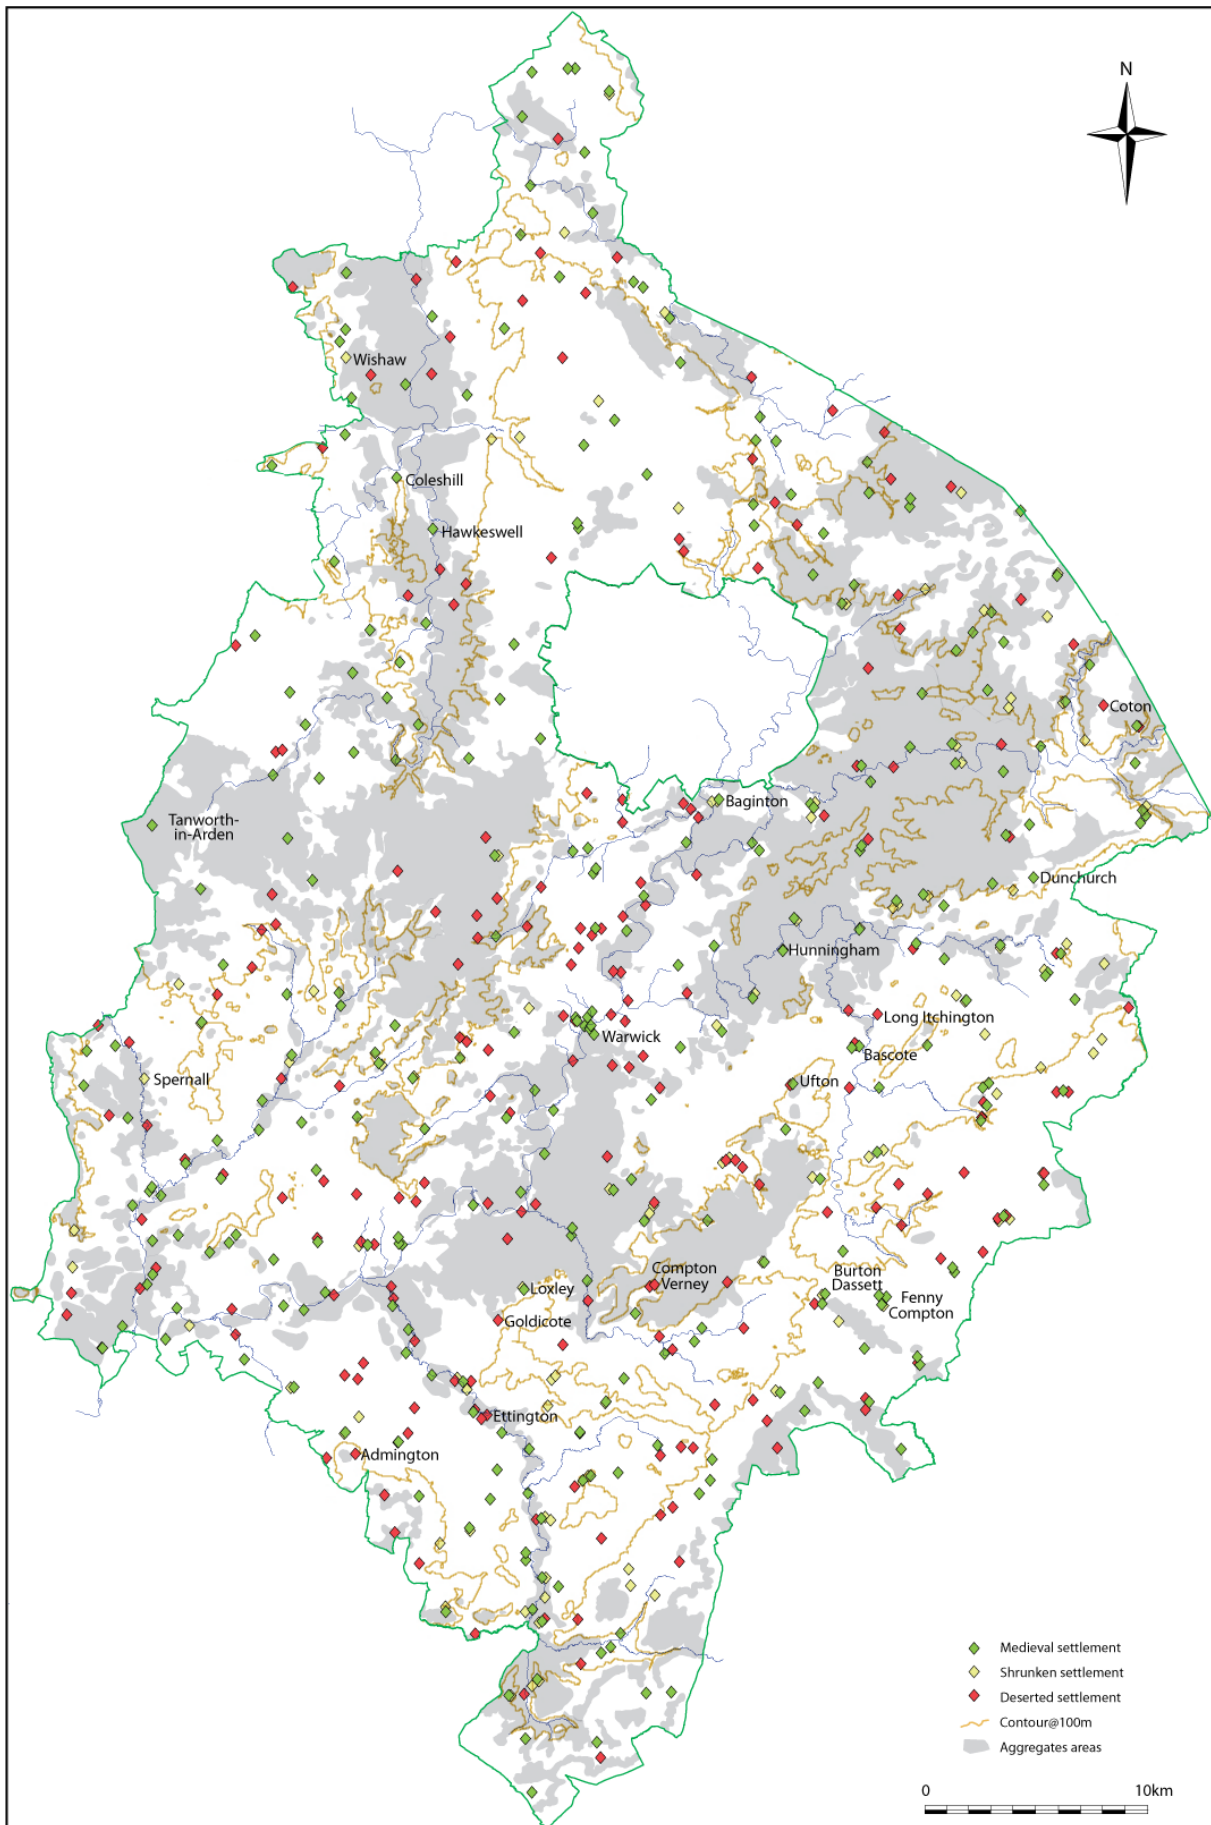 N
Wishaw
Coleshill
Hawkeswell
Coton
Baginton
Tanworth-
in-Arden
Dunchurch
Hunningham
Long Itchington
Warwick
Bascote
Spernall
Ufton
Compton
Verney
Burton
Dassett
Loxley
Fenny
Compton
Goldicote
Ettington
Admington
Medieval settlement
Shrunken settlement
Deserted settlement
Contour@100m
Aggregates areas
0 10km